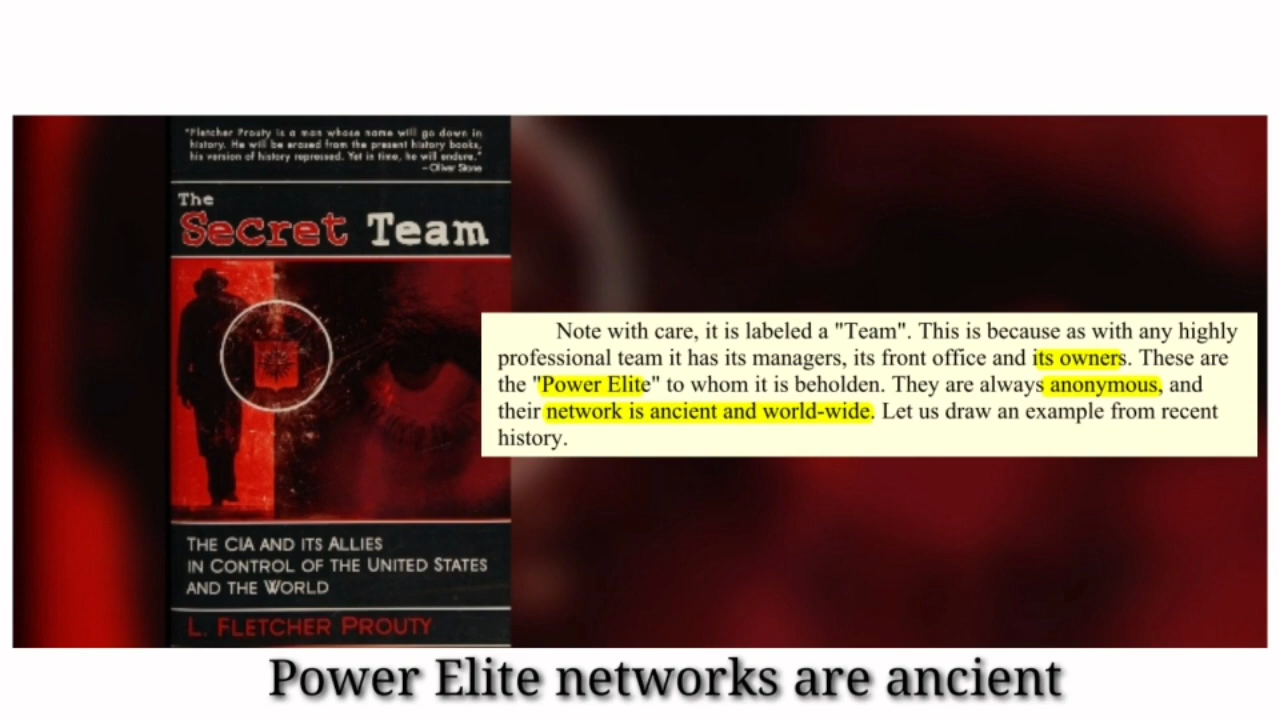 "Fletcher Prouty is a man whose name will go down in
history. He will be erased from the present history books,
his version of history repressed. Yet in time, he will endure."
–Oliver Stone
The
Secret Team
Note with care, it is labeled a "Team". This is because as with any highly
professional team it has its managers, its front office and its owners. These are
the "Power Elite" to whom it is beholden. They are always anonymous, and
their network is ancient and world-wide. Let us draw an example from recent
history.
THE CIA AND ITS ALLIES
IN CONTROL OF THE UNITED STATES
AND THE WORLD
L. FLETCHER PROUTY
Power Elite networks are ancient